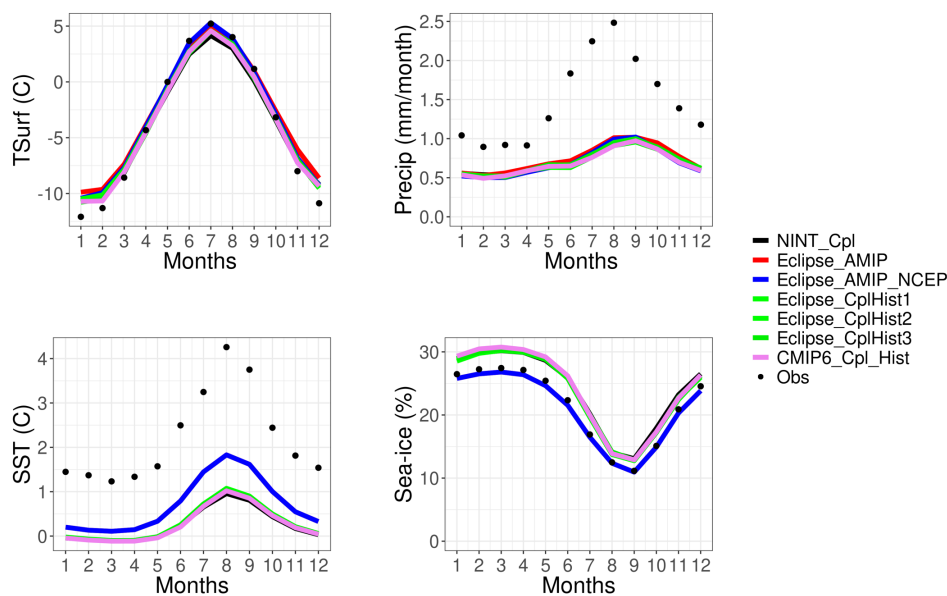 TSurf (C)
5
0
-5
-10
1 2 3 4 5 6 7 8 9 10 11 12
Months
Precip (mm/month)
2.5
2.0
1.5
1.0
0.5
0.0
1 2 3 4 5 6 7 8 9 10 11 12
Months
SST (C)
4
3
2
1
0
1 2 3 4 5 6 7 8 9 10 11 12
Months
Sea-ice (%)
30
20
10
0
1 2 3 4 5 6 7 8 9 10 11 12
Months
NINT_Cpl
Eclipse_AMIP
Eclipse_AMIP_NCEP
Eclipse_CplHist1
Eclipse_CplHist2
Eclipse_CplHist3
CMIP6_Cpl_Hist
Obs